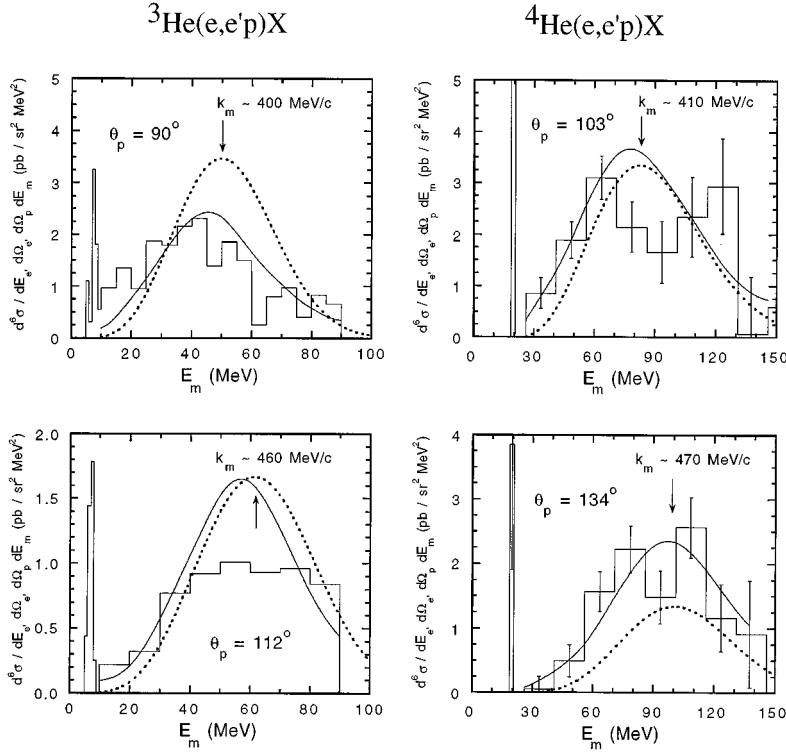 ³He(e,e'p)X
⁴He(e,e'p)X
d⁶σ / dE_e' dΩ_e' dΩ_p dE_m (pb / sr² MeV²)
5
4
3
2
1
0
k_m ~ 400 MeV/c
θ_p = 90°
0 20 40 60 80 100
E_m (MeV)
d⁶σ / dE_e' dΩ_e' dΩ_p dE_m (pb / sr² MeV²)
5
4
3
2
1
0
k_m ~ 410 MeV/c
θ_p = 103°
0 30 60 90 120 150
E_m (MeV)
d⁶σ / dE_e' dΩ_e' dΩ_p dE_m (pb / sr² MeV²)
2.0
1.5
1.0
0.5
0.0
k_m ~ 460 MeV/c
θ_p = 112°
0 20 40 60 80 100
E_m (MeV)
d⁶σ / dE_e' dΩ_e' dΩ_p dE_m (pb / sr² MeV²)
4
3
2
1
0
k_m ~ 470 MeV/c
θ_p = 134°
0 30 60 90 120 150
E_m (MeV)